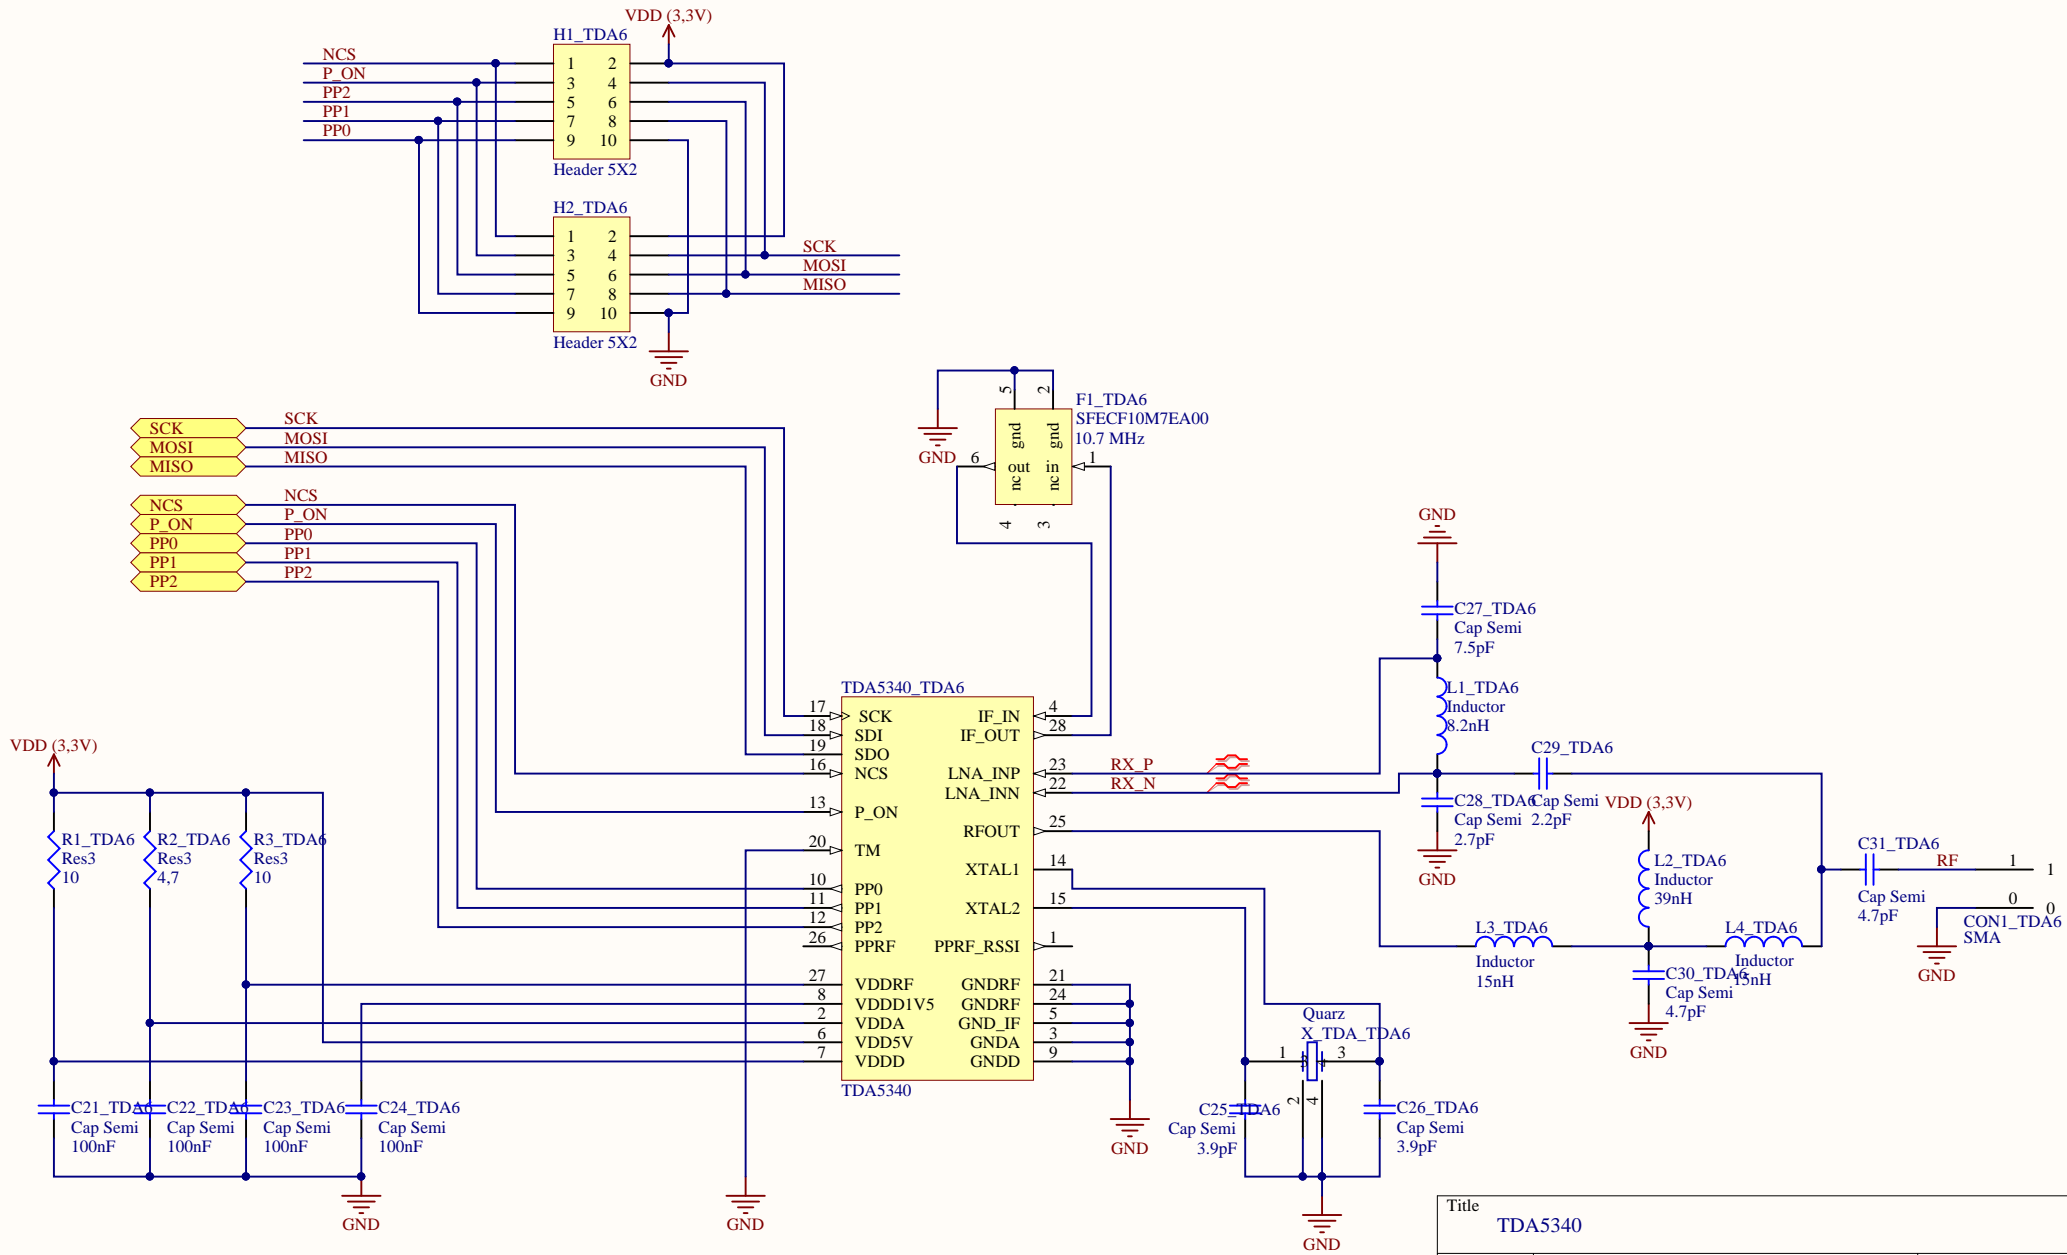 VDD (3,3V)
H1_TDA6
NCS
P_ON
PP2
PP1
PP0
1 2
3 4
5 6
7 8
9 10
Header 5X2
H2_TDA6
1 2
3 4
5 6
7 8
9 10
SCK
MOSI
MISO
Header 5X2
GND
SCK SCK
MOSI MOSI
MISO MISO
NCS NCS
P_ON P_ON
PP0 PP0
PP1 PP1
PP2 PP2
F1_TDA6
SFECF10M7EA00
10.7 MHz
5 2
gnd gnd
GND
6 out in 1
nc nc
4 3
GND
C27_TDA6
Cap Semi
7.5pF
L1_TDA6
Inductor
8.2nH
TDA5340_TDA6
17 SCK
18 SDI
19 SDO
16 NCS
13 P_ON
20 TM
10 PP0
11 PP1
12 PP2
26 PPRF
27 VDDRF
8 VDDD1V5
2 VDDA
6 VDD5V
7 VDDD
IF_IN 4
IF_OUT 28
LNA_INP 23 RX_P
LNA_INN 22 RX_N
RFOUT 25
XTAL1 14
XTAL2 15
PPRF_RSSI 1
GNDRF 21
GNDRF 24
GND_IF 5
GNDA 3
GNDD 9
TDA5340
GND
C29_TDA6
Cap Semi
2.2pF
C28_TDA6
Cap Semi
2.7pF
GND
VDD (3,3V)
L2_TDA6
Inductor
39nH
L3_TDA6
Inductor
15nH
L4_TDA6
Inductor
15nH
C30_TDA6
Cap Semi
4.7pF
GND
C31_TDA6
Cap Semi
4.7pF
RF
1 1
0 0
CON1_TDA6
SMA
GND
VDD (3,3V)
R1_TDA6
Res3
10
R2_TDA6
Res3
4,7
R3_TDA6
Res3
10
C21_TDA6
Cap Semi
100nF
C22_TDA6
Cap Semi
100nF
C23_TDA6
Cap Semi
100nF
C24_TDA6
Cap Semi
100nF
GND
GND
Quarz
X_TDA_TDA6
1 3
2 4
C25_TDA6
Cap Semi
3.9pF
C26_TDA6
Cap Semi
3.9pF
GND
Title
TDA5340